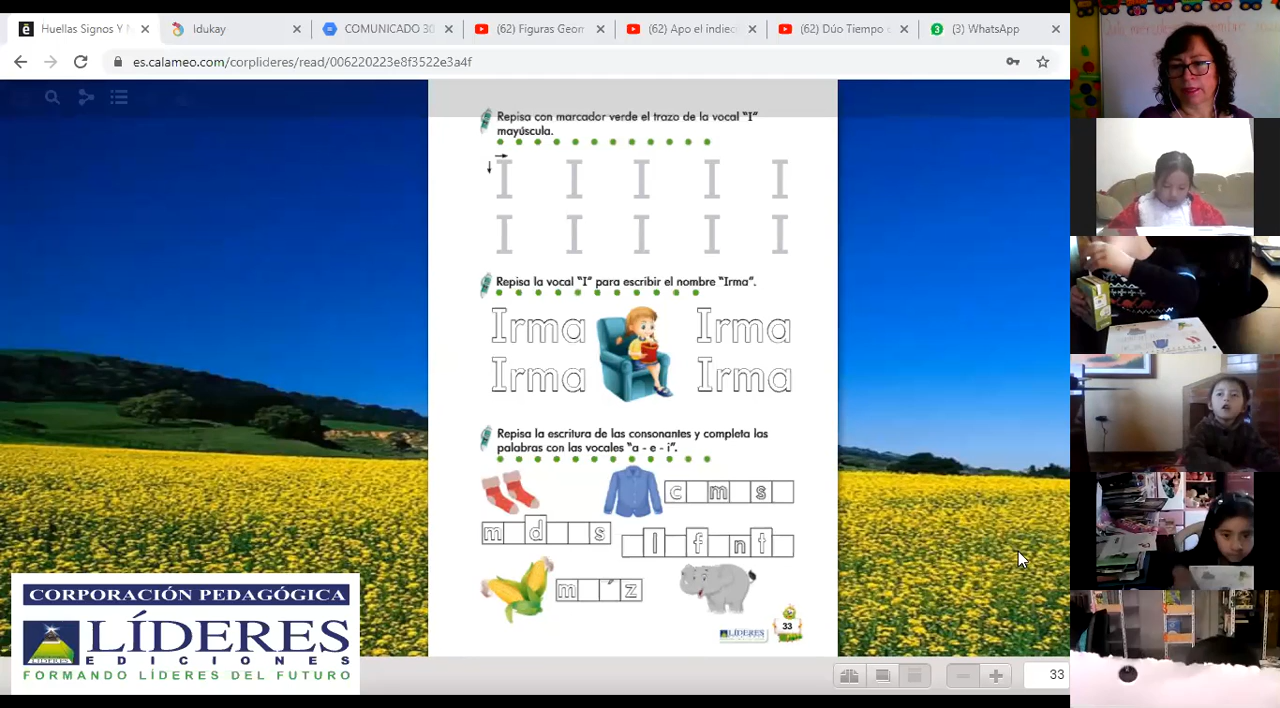 Huellas Signos Y
Idukay
COMUNICADO 30
(62) Figuras Geom
(62) Apo el indiece
(62) Dúo Tiempo
(3) WhatsApp
es.calameo.com/corplideres/read/006220223e8f3522e3a4f
Repisa con marcador verde el trazo de la vocal "I"
mayúscula.
I I I I I
I I I I I
Repisa la vocal "I" para escribir el nombre "Irma".
Irma Irma
Irma Irma
Repisa la escritura de las consonantes y completa las
palabras con las vocales "a - e - i".
c m s
m d s
l f n t
m ´ z
LÍDERES
33
CORPORACIÓN PEDAGÓGICA
LÍDERES
LÍDERES
EDICIONES
FORMANDO LÍDERES DEL FUTURO
33